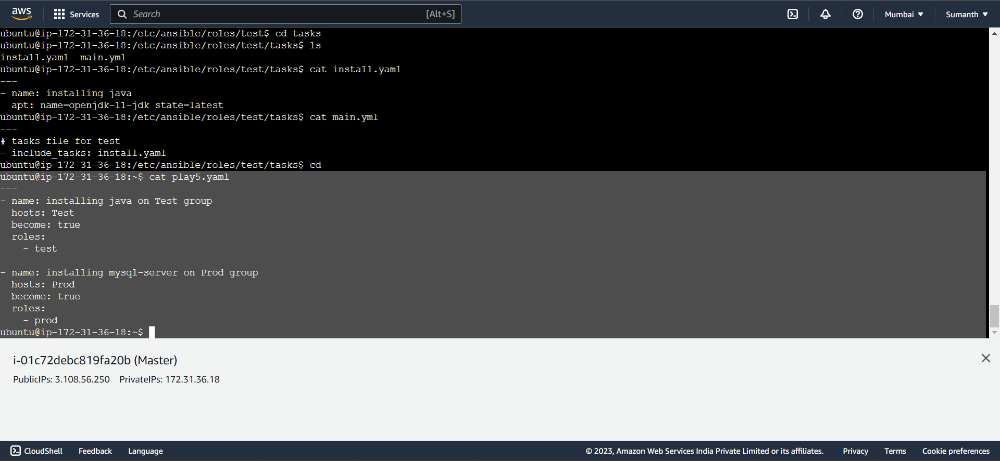 aws Services Search [Alt+S] Mumbai Sumanth
ubuntu@ip-172-31-36-18:/etc/ansible/roles/test$ cd tasks
ubuntu@ip-172-31-36-18:/etc/ansible/roles/test/tasks$ ls
install.yaml  main.yml
ubuntu@ip-172-31-36-18:/etc/ansible/roles/test/tasks$ cat install.yaml
---
- name: installing java
  apt: name=openjdk-11-jdk state=latest
ubuntu@ip-172-31-36-18:/etc/ansible/roles/test/tasks$ cat main.yml
---
# tasks file for test
- include_tasks: install.yaml
ubuntu@ip-172-31-36-18:/etc/ansible/roles/test/tasks$ cd
ubuntu@ip-172-31-36-18:~$ cat play5.yaml
---
- name: installing java on Test group
  hosts: Test
  become: true
  roles:
    - test

- name: installing mysql-server on Prod group
  hosts: Prod
  become: true
  roles:
    - prod
ubuntu@ip-172-31-36-18:~$
i-01c72debc819fa20b (Master)
PublicIPs: 3.108.56.250 PrivateIPs: 172.31.36.18
CloudShell Feedback Language © 2023, Amazon Web Services India Private Limited or its affiliates. Privacy Terms Cookie preferences